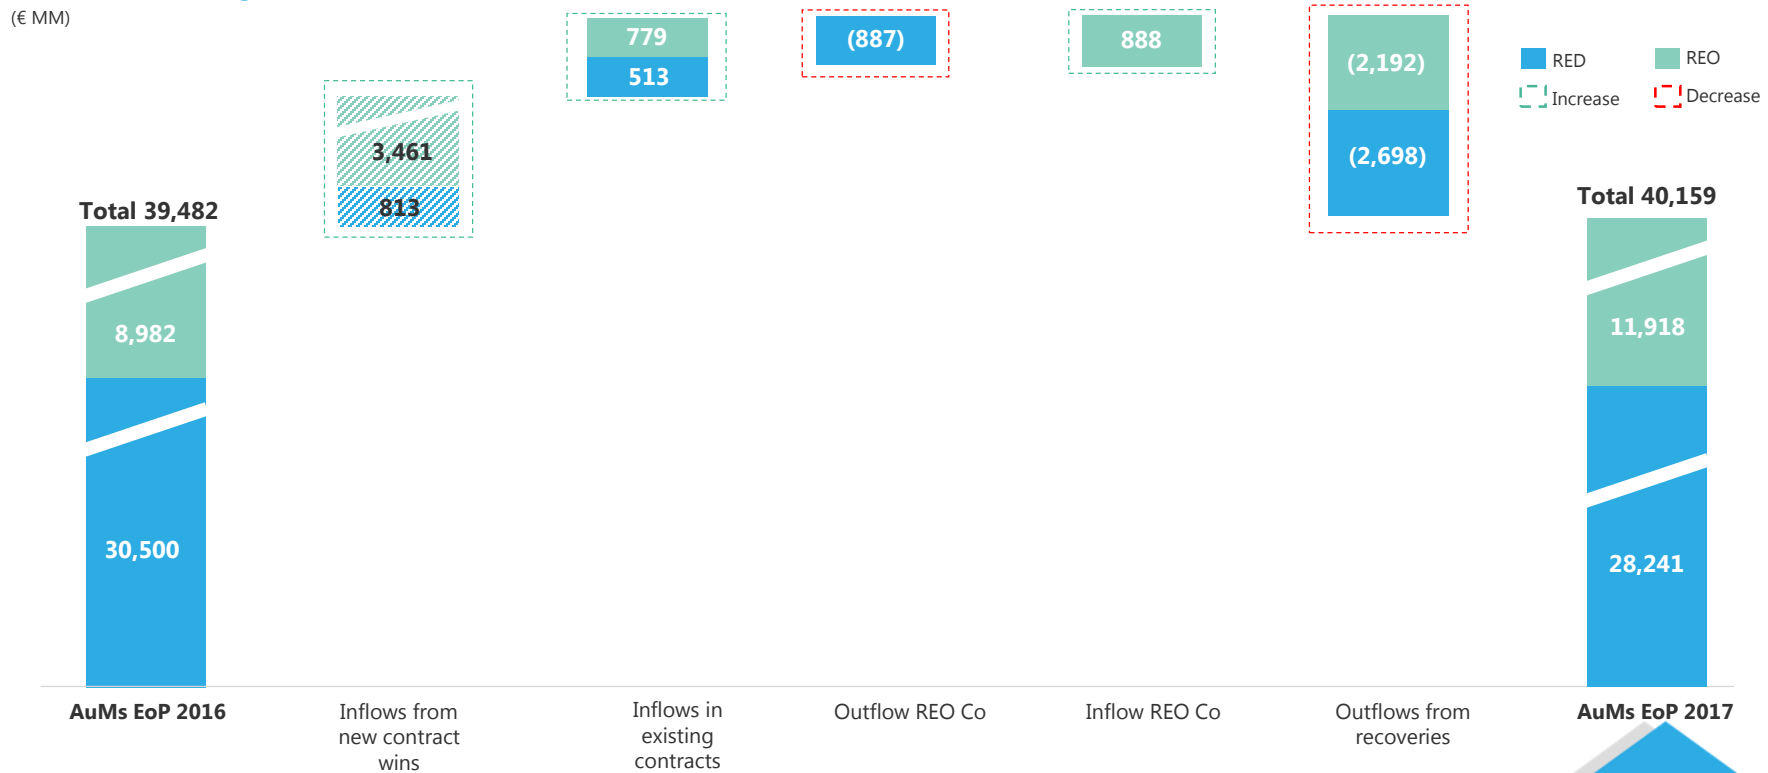 (€ MM)
779
513
(887)
888
(2,192)
(2,698)
RED
REO
Increase
Decrease
3,461
813
Total 39,482
8,982
30,500
Total 40,159
11,918
28,241
AuMs EoP 2016
Inflows from
new contract
wins
Inflows in
existing
contracts
Outflow REO Co
Inflow REO Co
Outflows from
recoveries
AuMs EoP 2017